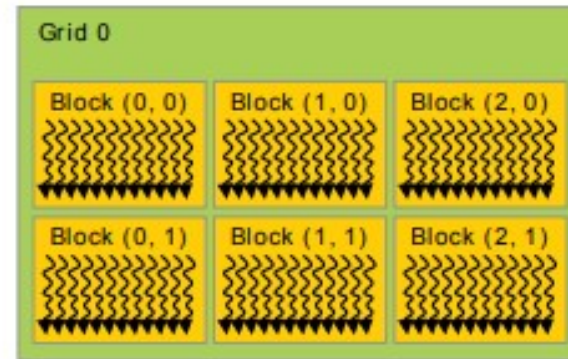 Grid 0
Block (0, 0) Block (1, 0) Block (2, 0)
Block (0, 1) Block (1, 1) Block (2, 1)